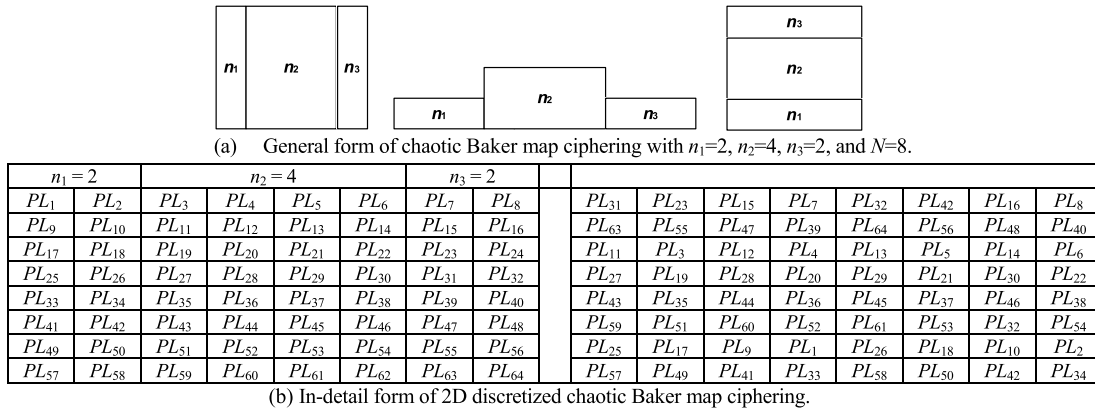 n1 n2 n3 n1 n2 n3 n3 n2 n1
(a) General form of chaotic Baker map ciphering with n1=2, n2=4, n3=2, and N=8.
n1 = 2 n2 = 4 n3 = 2
PL1 PL2 PL3 PL4 PL5 PL6 PL7 PL8 PL31 PL23 PL15 PL7 PL32 PL42 PL16 PL8
PL9 PL10 PL11 PL12 PL13 PL14 PL15 PL16 PL63 PL55 PL47 PL39 PL64 PL56 PL48 PL40
PL17 PL18 PL19 PL20 PL21 PL22 PL23 PL24 PL11 PL3 PL12 PL4 PL13 PL5 PL14 PL6
PL25 PL26 PL27 PL28 PL29 PL30 PL31 PL32 PL27 PL19 PL28 PL20 PL29 PL21 PL30 PL22
PL33 PL34 PL35 PL36 PL37 PL38 PL39 PL40 PL43 PL35 PL44 PL36 PL45 PL37 PL46 PL38
PL41 PL42 PL43 PL44 PL45 PL46 PL47 PL48 PL59 PL51 PL60 PL52 PL61 PL53 PL32 PL54
PL49 PL50 PL51 PL52 PL53 PL54 PL55 PL56 PL25 PL17 PL9 PL1 PL26 PL18 PL10 PL2
PL57 PL58 PL59 PL60 PL61 PL62 PL63 PL64 PL57 PL49 PL41 PL33 PL58 PL50 PL42 PL34
(b) In-detail form of 2D discretized chaotic Baker map ciphering.